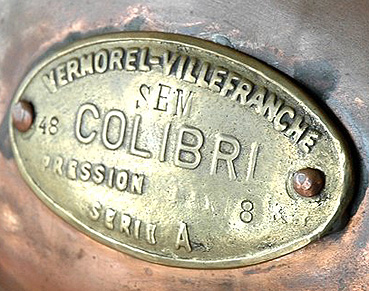 VERMOREL-VILLEFRANCHE
SEM
48 COLIBRI
PRESSION 8
SERIE A